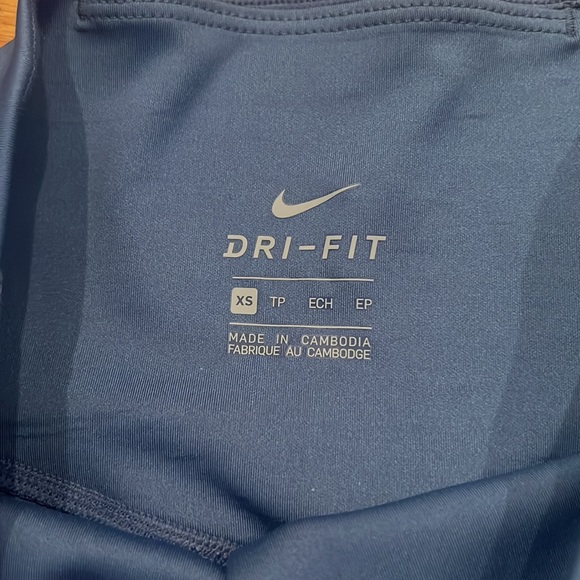 DRI-FIT
XS TP ECH EP
MADE IN CAMBODIA
FABRIQUE AU CAMBODGE